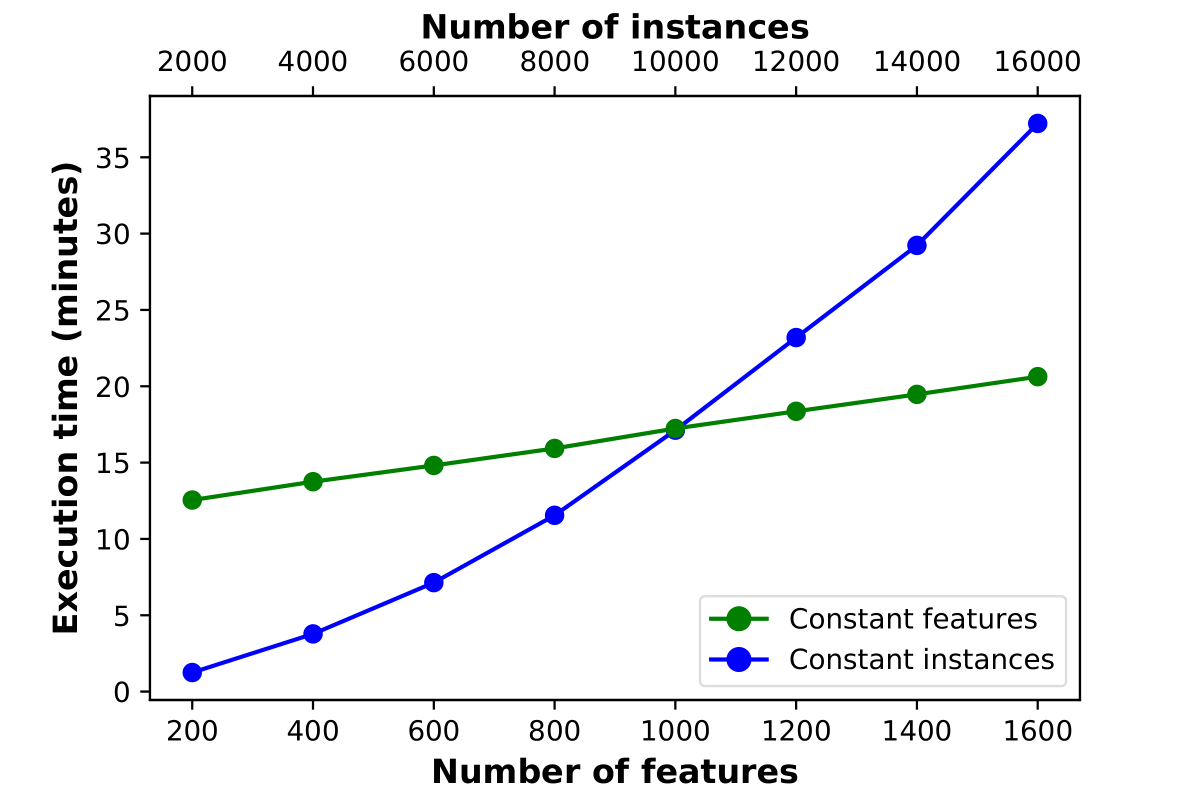 Number of instances
2000 4000 6000 8000 10000 12000 14000 16000
Execution time (minutes)
35
30
25
20
15
10
5
0
Constant features
Constant instances
200 400 600 800 1000 1200 1400 1600
Number of features